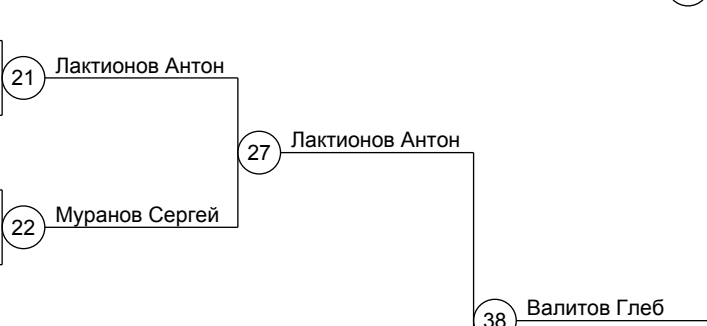 21 Лактионов Антон
27 Лактионов Антон
22 Муранов Сергей
38 Валитов Глеб